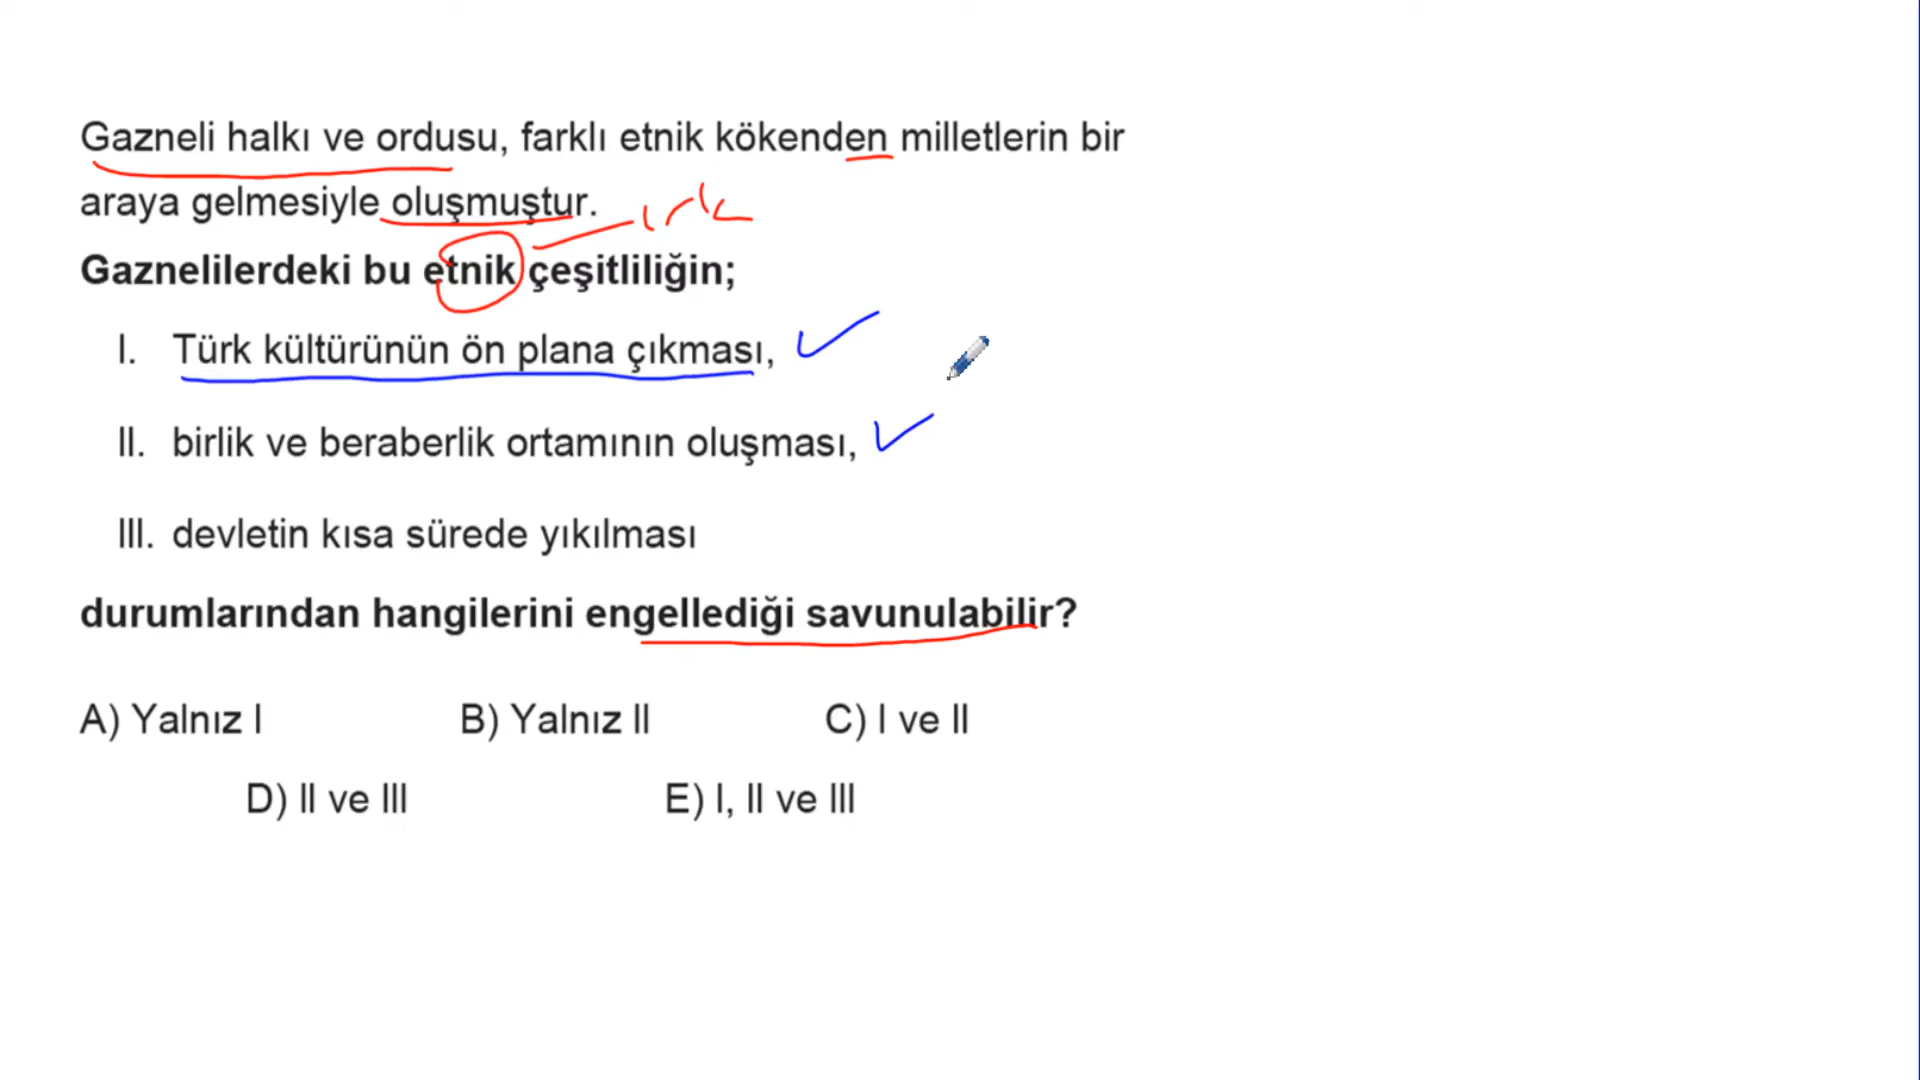 Gazneli halkı ve ordusu, farklı etnik kökenden milletlerin bir
araya gelmesiyle oluşmuştur.
ırk
Gaznelilerdeki bu etnik çeşitliliğin;
I. Türk kültürünün ön plana çıkması,
II. birlik ve beraberlik ortamının oluşması,
III. devletin kısa sürede yıkılması
durumlarından hangilerini engellediği savunulabilir?
A) Yalnız I B) Yalnız II C) I ve II
D) II ve III E) I, II ve III